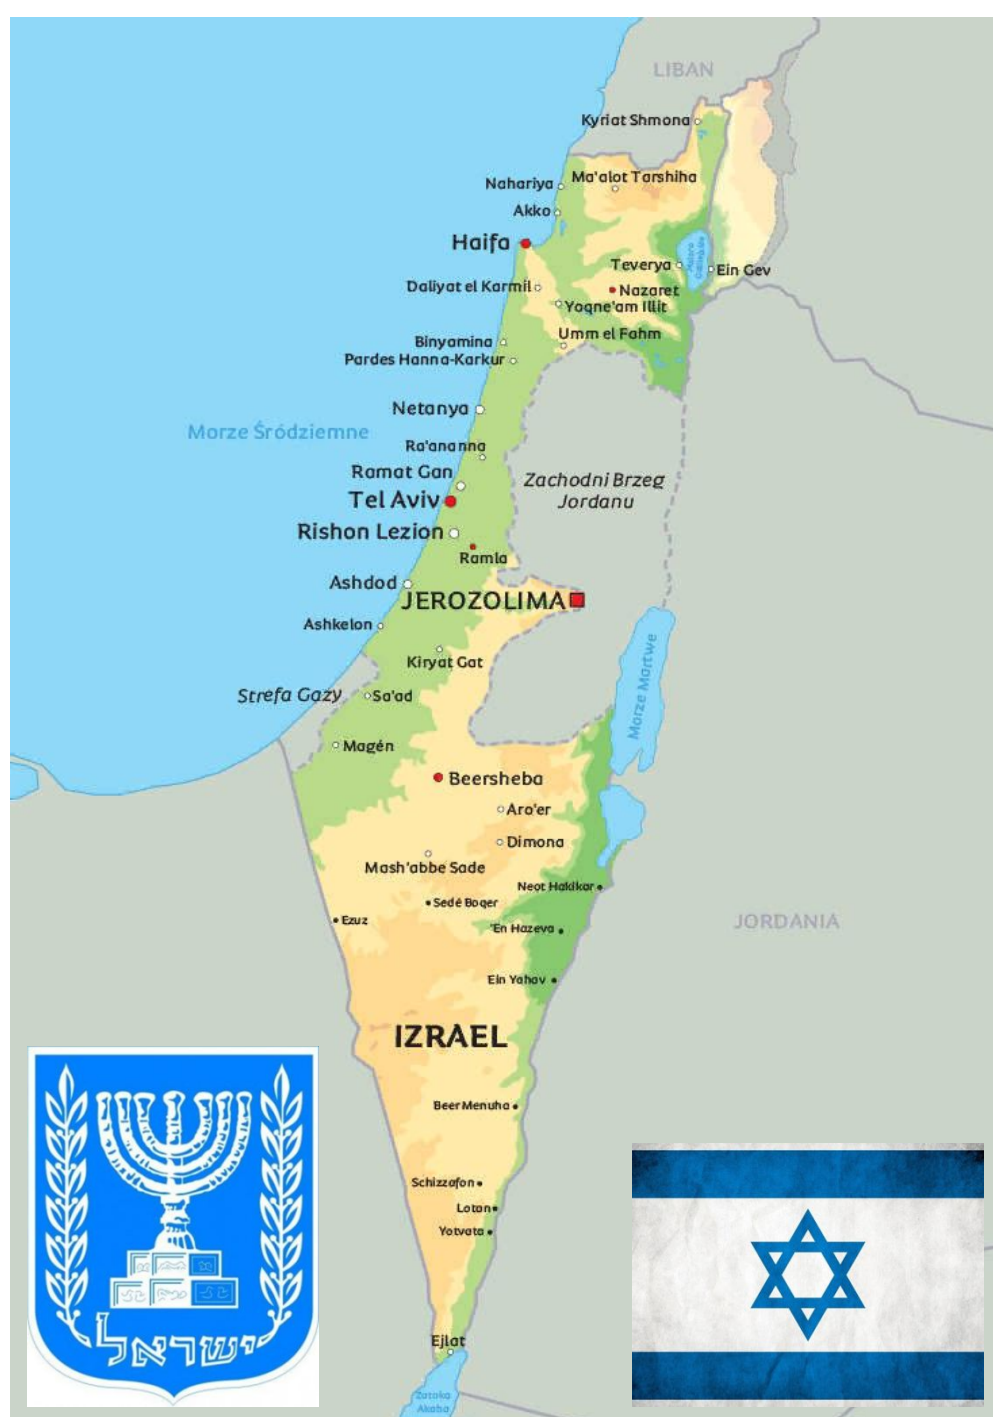 LIBAN
Kyriat Shmona
Ma'alot Tarshiha
Nahariya
Akko
Haifa
Teverya
Jezioro
Galilejskie
Ein Gev
Daliyat el Karmil
Nazaret
Yoqne'am Illit
Umm el Fahm
Binyamina
Pardes Hanna-Karkur
Netanya
Morze Śródziemne
Ra'ananna
Ramat Gan
Zachodni Brzeg
Jordanu
Tel Aviv
Rishon Lezion
Ramla
Ashdod
JEROZOLIMA
Ashkelon
Kiryat Gat
Morze Martwe
Strefa Gazy
Sa'ad
Magén
Beersheba
Aro'er
Dimona
Mash'abbe Sade
Neot Hakikar
Sedé Boqer
Ezuz
'En Hazeva
JORDANIA
Ein Yahav
IZRAEL
Beer Menuha
Schizzafon
Lotan
Yotvata
ישראל
Ejlat
Zatoka
Akaba